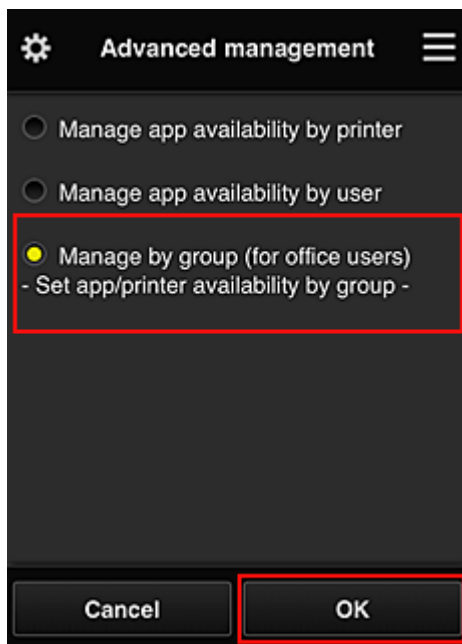 Advanced management
Manage app availability by printer
Manage app availability by user
Manage by group (for office users)
- Set app/printer availability by group -
Cancel
OK